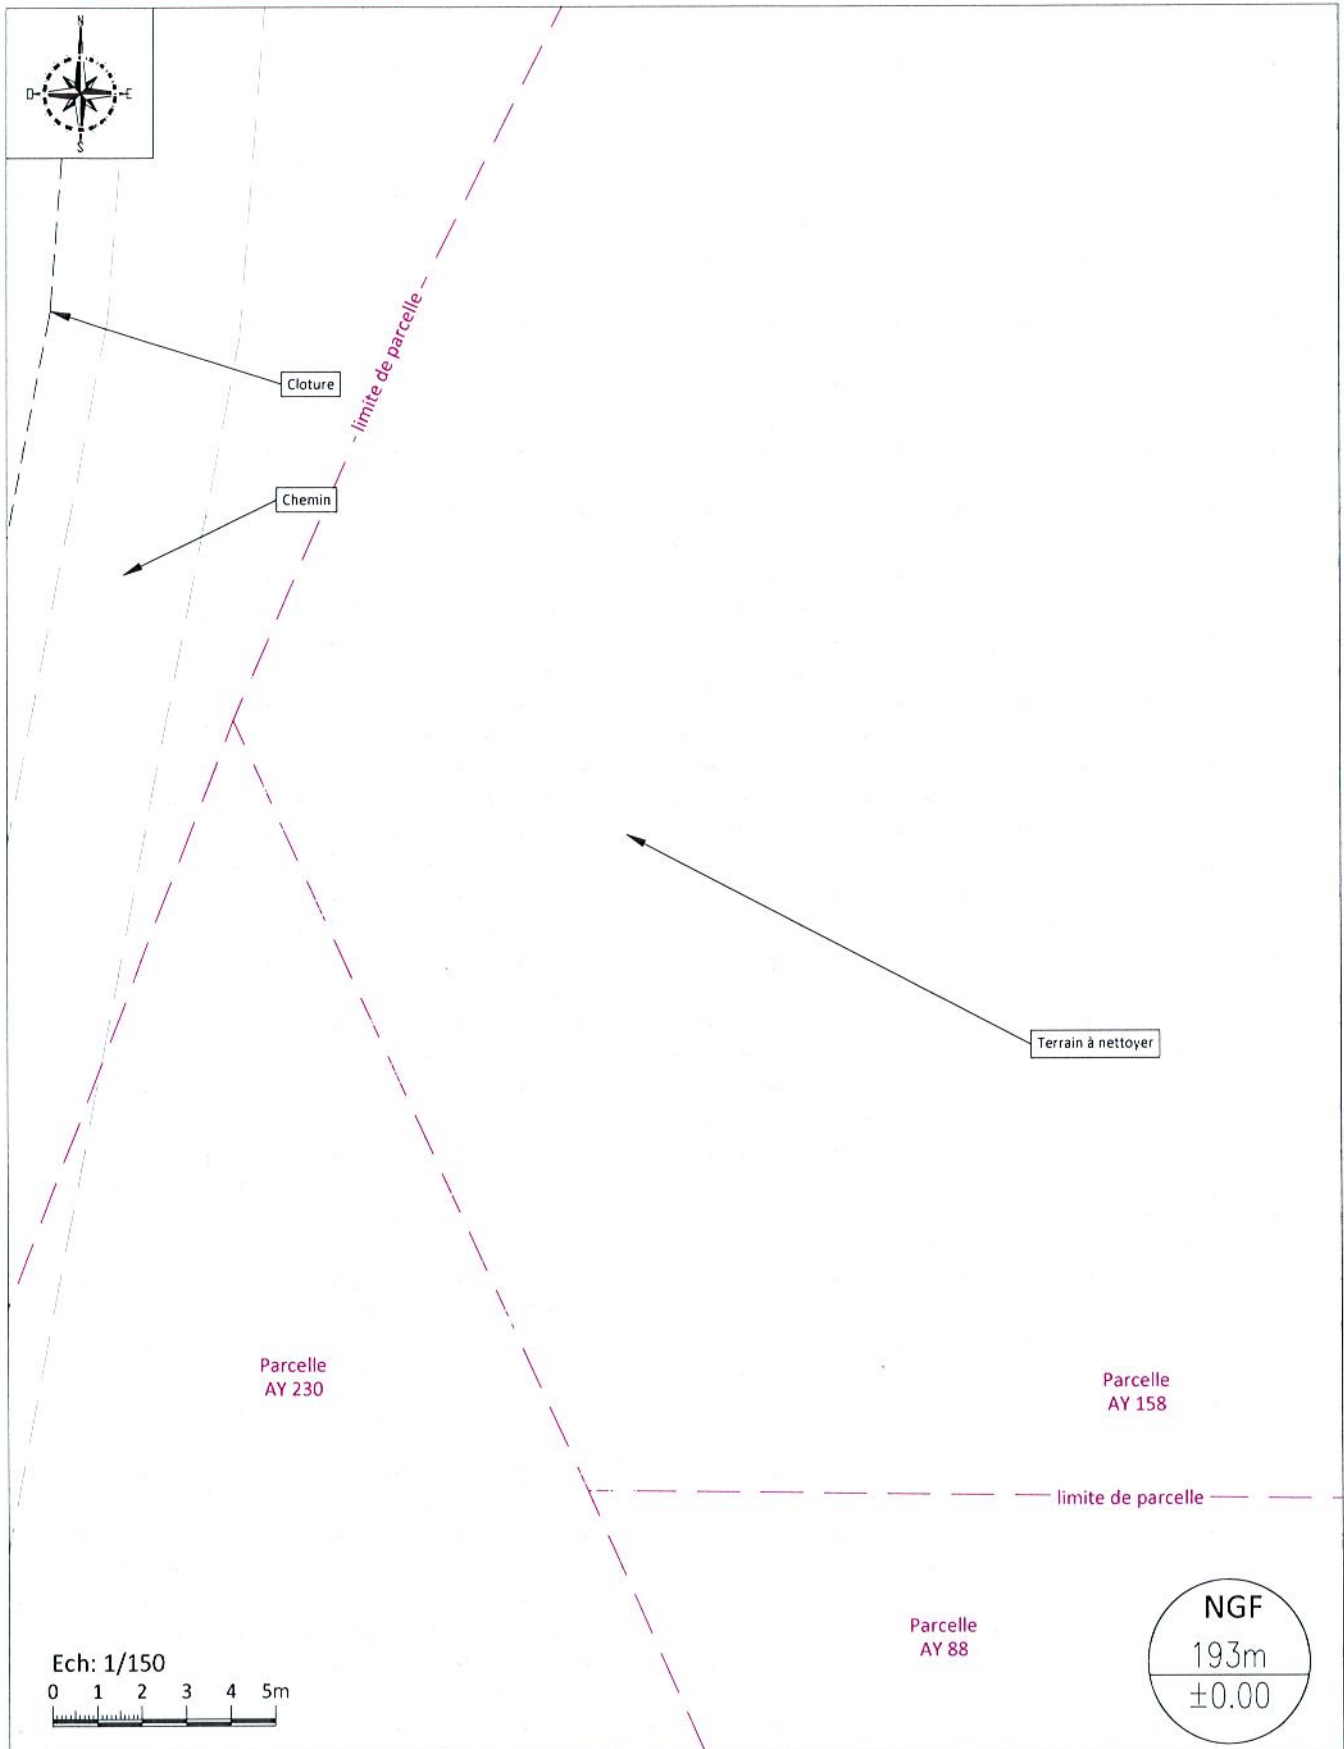 N
O
E
S
limite de parcelle
Cloture
Chemin
Terrain à nettoyer
Parcelle
AY 230
Parcelle
AY 158
limite de parcelle
Parcelle
AY 88
NGF
193m
±0.00
Ech: 1/150
0 1 2 3 4 5m